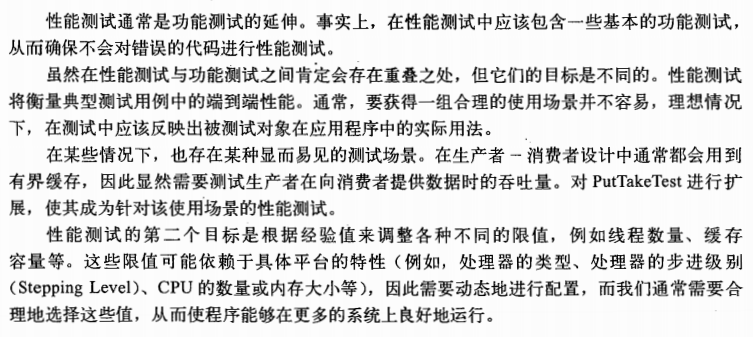 性能测试通常是功能测试的延伸。事实上，在性能测试中应该包含一些基本的功能测试，
从而确保不会对错误的代码进行性能测试。
虽然在性能测试与功能测试之间肯定会存在重叠之处，但它们的目标是不同的。性能测试
将衡量典型测试用例中的端到端性能。通常，要获得一组合理的使用场景并不容易，理想情况
下，在测试中应该反映出被测试对象在应用程序中的实际用法。
在某些情况下，也存在某种显而易见的测试场景。在生产者－消费者设计中通常都会用到
有界缓存，因此显然需要测试生产者在向消费者提供数据时的吞吐量。对 PutTakeTest 进行扩
展，使其成为针对该使用场景的性能测试。
性能测试的第二个目标是根据经验值来调整各种不同的限值，例如线程数量、缓存
容量等。这些限值可能依赖于具体平台的特性（例如，处理器的类型、处理器的步进级别
（Stepping Level）、CPU 的数量或内存大小等），因此需要动态地进行配置，而我们通常需要合
理地选择这些值，从而使程序能够在更多的系统上良好地运行。